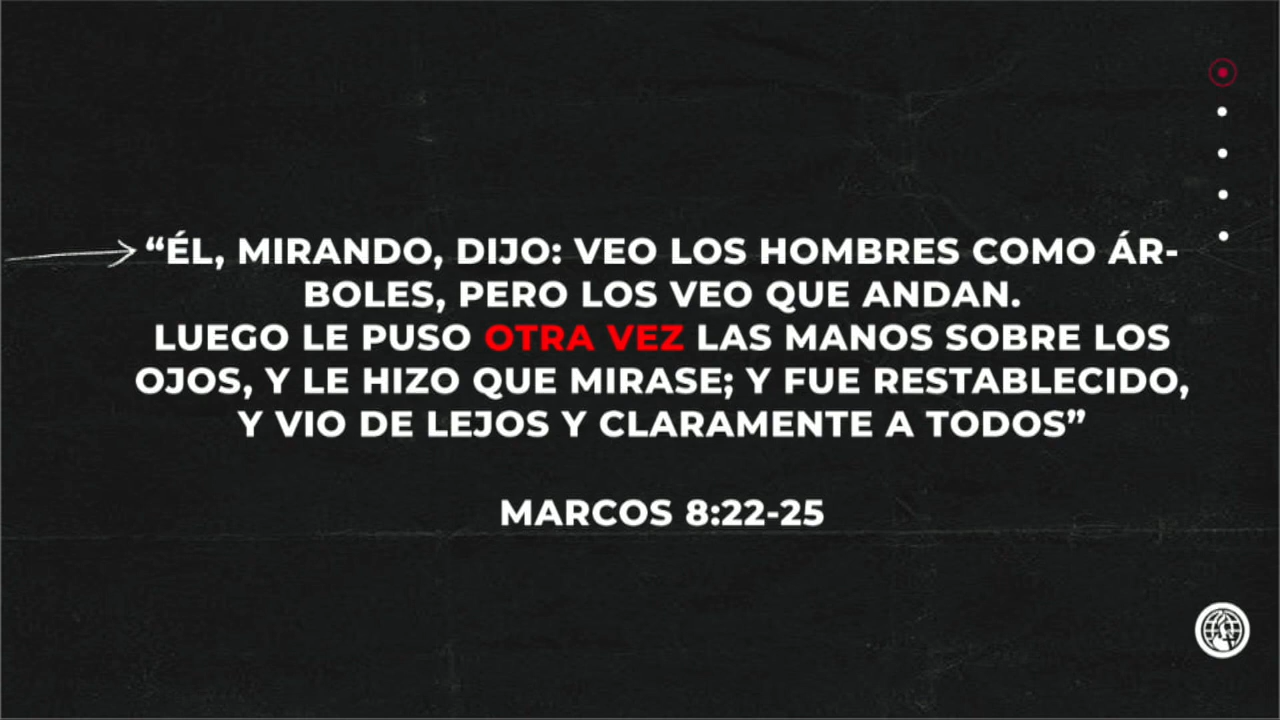 “ÉL, MIRANDO, DIJO: VEO LOS HOMBRES COMO ÁR-
BOLES, PERO LOS VEO QUE ANDAN.
LUEGO LE PUSO OTRA VEZ LAS MANOS SOBRE LOS
OJOS, Y LE HIZO QUE MIRASE; Y FUE RESTABLECIDO,
Y VIO DE LEJOS Y CLARAMENTE A TODOS”
MARCOS 8:22-25